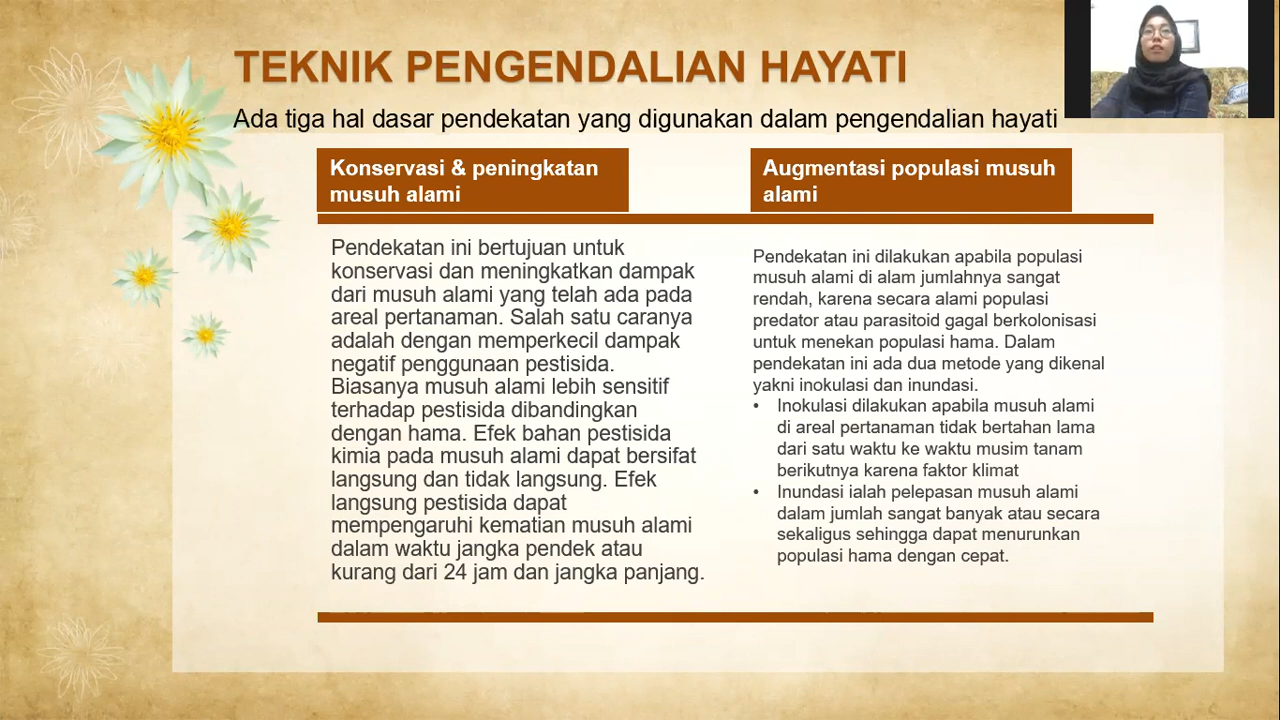 TEKNIK PENGENDALIAN HAYATI
Ada tiga hal dasar pendekatan yang digunakan dalam pengendalian hayati
Konservasi & peningkatan
musuh alami
Pendekatan ini bertujuan untuk
konservasi dan meningkatkan dampak
dari musuh alami yang telah ada pada
areal pertanaman. Salah satu caranya
adalah dengan memperkecil dampak
negatif penggunaan pestisida.
Biasanya musuh alami lebih sensitif
terhadap pestisida dibandingkan
dengan hama. Efek bahan pestisida
kimia pada musuh alami dapat bersifat
langsung dan tidak langsung. Efek
langsung pestisida dapat
mempengaruhi kematian musuh alami
dalam waktu jangka pendek atau
kurang dari 24 jam dan jangka panjang.
Augmentasi populasi musuh
alami
Pendekatan ini dilakukan apabila populasi
musuh alami di alam jumlahnya sangat
rendah, karena secara alami populasi
predator atau parasitoid gagal berkolonisasi
untuk menekan populasi hama. Dalam
pendekatan ini ada dua metode yang dikenal
yakni inokulasi dan inundasi.
• Inokulasi dilakukan apabila musuh alami
di areal pertanaman tidak bertahan lama
dari satu waktu ke waktu musim tanam
berikutnya karena faktor klimat
• Inundasi ialah pelepasan musuh alami
dalam jumlah sangat banyak atau secara
sekaligus sehingga dapat menurunkan
populasi hama dengan cepat.